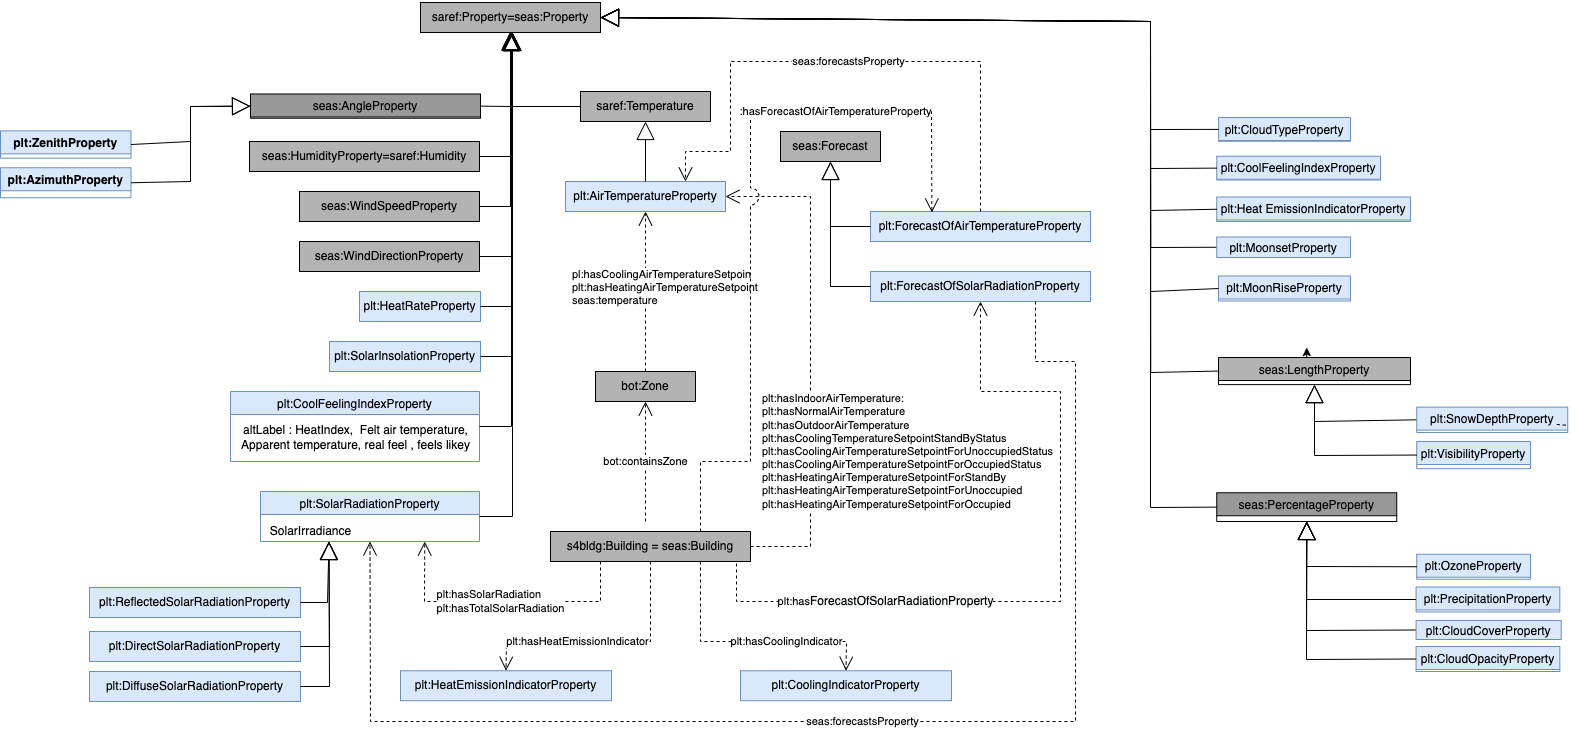 saref:Property=seas:Property
seas:forecastsProperty
seas:AngleProperty
saref:Temperature
:hasForecastOfAirTemperatureProperty
plt:ZenithProperty
plt:AzimuthProperty
seas:HumidityProperty=saref:Humidity
seas:Forecast
plt:CloudTypeProperty
plt:CoolFeelingIndexProperty
seas:WindSpeedProperty
plt:AirTemperatureProperty
plt:ForecastOfAirTemperatureProperty
plt:Heat EmissionIndicatorProperty
plt:MoonsetProperty
seas:WindDirectionProperty
pl:hasCoolingAirTemperatureSetpoin
plt:hasHeatingAirTemperatureSetpoint
seas:temperature
plt:ForecastOfSolarRadiationProperty
plt:MoonRiseProperty
plt:HeatRateProperty
plt:SolarInsolationProperty
bot:Zone
seas:LengthProperty
plt:CoolFeelingIndexProperty
altLabel : HeatIndex, Felt air temperature,
Apparent temperature, real feel , feels likey
plt:hasIndoorAirTemperature:
plt:hasNormalAirTemperature
plt:hasOutdoorAirTemperature
plt:hasCoolingTemperatureSetpointStandByStatus
plt:hasCoolingAirTemperatureSetpointForUnoccupiedStatus
plt:hasCoolingAirTemperatureSetpointForOccupiedStatus
plt:hasHeatingAirTemperatureSetpointForStandBy
plt:hasHeatingAirTemperatureSetpointForUnoccupied
plt:hasHeatingAirTemperatureSetpointForOccupied
plt:SnowDepthProperty
plt:VisibilityProperty
bot:containsZone
plt:SolarRadiationProperty
SolarIrradiance
seas:PercentageProperty
s4bldg:Building = seas:Building
plt:OzoneProperty
plt:PrecipitationProperty
plt:CloudCoverProperty
plt:CloudOpacityProperty
plt:ReflectedSolarRadiationProperty
plt:hasSolarRadiation
plt:hasTotalSolarRadiation
plt:hasForecastOfSolarRadiationProperty
plt:DirectSolarRadiationProperty
plt:hasHeatEmissionIndicator
plt:hasCoolingIndicator
plt:DiffuseSolarRadiationProperty
plt:HeatEmissionIndicatorProperty
plt:CoolingIndicatorProperty
seas:forecastsProperty